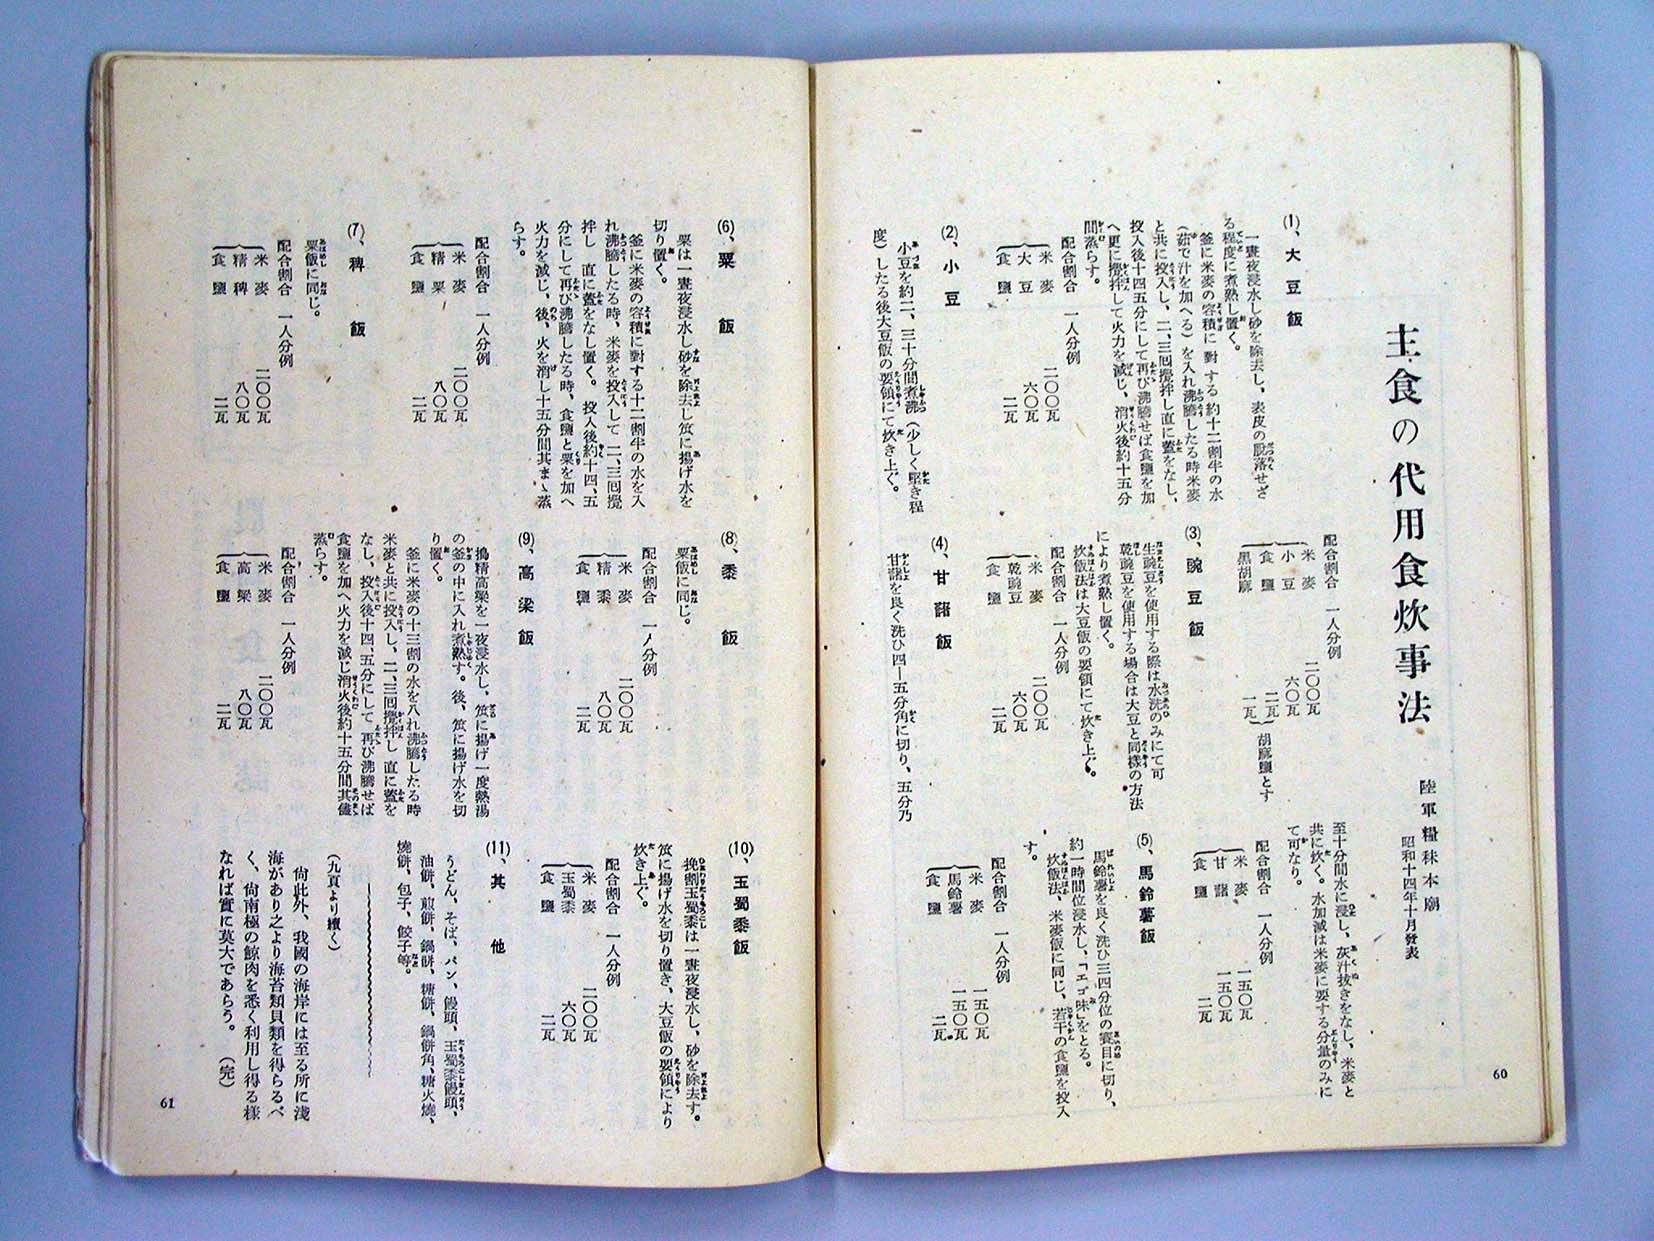 主食の代用食炊事法
陸軍糧秣本廠
昭和十四年十月發表
(1)、大豆飯
一晝夜浸水し砂を除去し、表皮の脱落せざ
る程度に煮熟し置く。
釜に米麥の容積に對する約十二割半の水
(茹で汁を加へる)を入れ沸騰したる時米麥
と共に投入し、二、三囘攪拌し直に蓋をなし、
投入後十四五分にして再び沸騰せば食鹽を加
へ更に攪拌して火力を減じ、消火後約十五分
間蒸らす。
配合割合 一人分例
米麥 二〇〇瓦
大豆 六〇瓦
食鹽 二瓦
(2)、小豆
小豆を約二、三十分間煮沸(少しく堅き程
度)したる後大豆飯の要領にて炊き上ぐ。
配合割合 一人分例
米麥 二〇〇瓦
小豆 六〇瓦
食鹽 二瓦
黑胡麻 一瓦
胡麻鹽とす
(3)、豌豆飯
生豌豆を使用する際は水洗のみにて可
乾豌豆を使用する場合は大豆と同樣の方法
により煮熟し置く。
炊飯法は大豆飯の要領にて炊き上ぐ。
配合割合 一人分例
米麥 二〇〇瓦
乾豌豆 六〇瓦
食鹽 二瓦
(4)、甘藷飯
甘藷を良く洗ひ四―五分角に切り、五分乃
至十分間水に浸し、灰汁拔きをなし、米麥と
共に炊く。水加減は米麥に要する分量のみに
て可なり。
配合割合 一人分例
米麥 一五〇瓦
甘藷 一五〇瓦
食鹽 二瓦
(5)、馬鈴薯飯
馬鈴薯を良く洗ひ三四分位の賽目に切り、
約一時間位浸水し、「エゴ味」をとる。
炊飯法、米麥飯に同じ、若干の食鹽を投入
す。
配合割合 一人分例
米麥 一五〇瓦
馬鈴薯 一五〇瓦
食鹽 二瓦
60
(6)、粟飯
粟は一晝夜浸水し砂を除去し笊に揚げ水を
切り置く。
釜に米麥の容積に對する十二割半の水を入
れ沸騰したる時、米麥を投入して二、三囘攪
拌し直に蓋をなし置く。投入後約十四、五
分にして再び沸騰したる時、食鹽と粟を加へ
火力を減じ、後、火を消し十五分間其まゝ蒸
らす。
配合割合 一人分例
米麥 二〇〇瓦
精粟 八〇瓦
食鹽 二瓦
(7)、稗飯
粟飯に同じ。
配合割合 一人分例
米麥 二〇〇瓦
精稗 八〇瓦
食鹽 二瓦
(8)、黍飯
粟飯に同じ。
配合割合 一人分例
米麥 二〇〇瓦
精黍 八〇瓦
食鹽 二瓦
(9)、高梁飯
搗精高粱を一夜浸水し、笊に揚げ一度熱湯
の釜の中に入れ煮熟す。後、笊に揚げ水を切
り置く。
釜に米麥の十三割の水を入れ沸騰したる時
米麥と共に投入し、二、三囘攪拌し直に蓋を
なし、投入後十四、五分にして再び沸騰せば
食鹽を加へ火力を減じ消火後約十五分間其儘
蒸らす。
配合割合 一人分例
米麥 二〇〇瓦
高粱 八〇瓦
食鹽 二瓦
(10)、玉蜀黍飯
挽割玉蜀黍は一晝夜浸水し、砂を除去す。
笊に揚げ水を切り置き、大豆飯の要領により
炊き上ぐ。
配合割合 一人分例
米麥 二〇〇瓦
玉蜀黍 六〇瓦
食鹽 二瓦
(11)、其他
うどん、そば、パン、饅頭、玉蜀黍饅頭、
油餅、煎餅、鍋餅、糖餅、鍋餅角、糖火燒、
燒餅、包子、餃子等。
(九頁より續く)
尙此外、我國の海岸には至る所に淺
海があり之より海苔類貝類を得らるべ
く、尙南極の鯨肉を悉く利用し得る樣
なれば實に莫大であらう。(完)
61